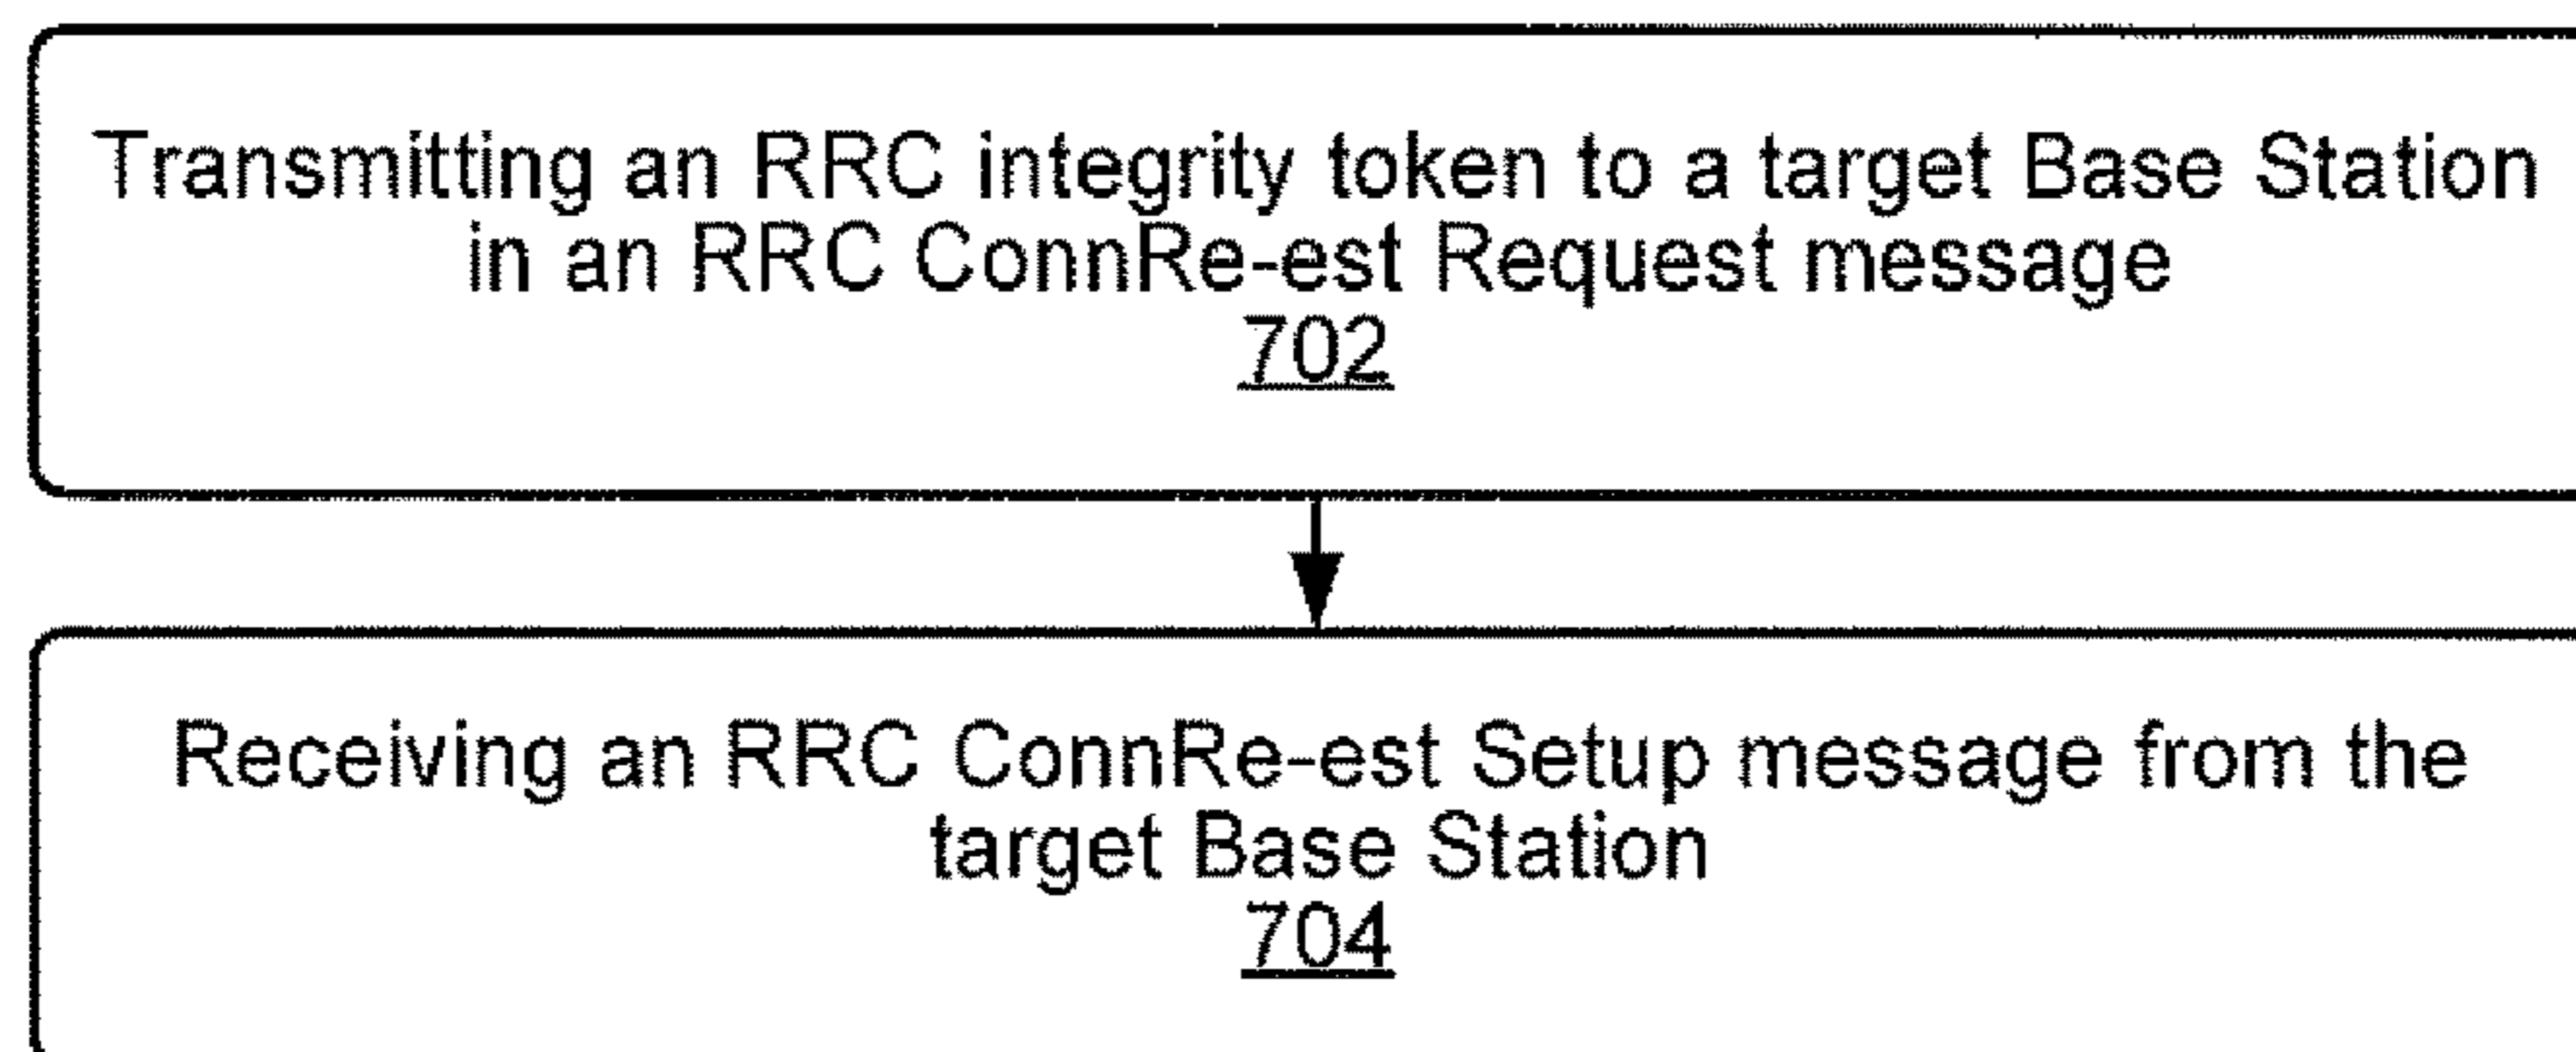 Transmitting an RRC integrity token to a target Base Station
in an RRC ConnRe-est Request message
702
Receiving an RRC ConnRe-est Setup message from the
target Base Station
704